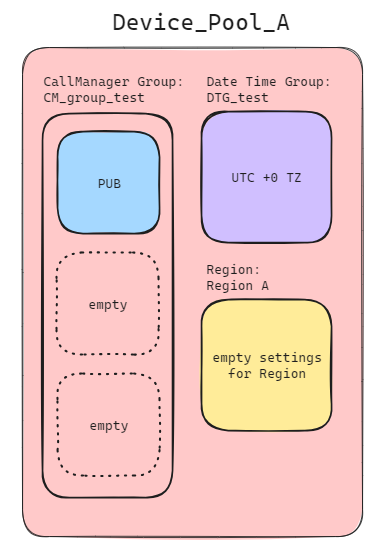 Device_Pool_A
CallManager Group:
CM_group_test
PUB
empty
empty
Date Time Group:
DTG_test
UTC +0 TZ
Region:
Region A
empty settings
for Region